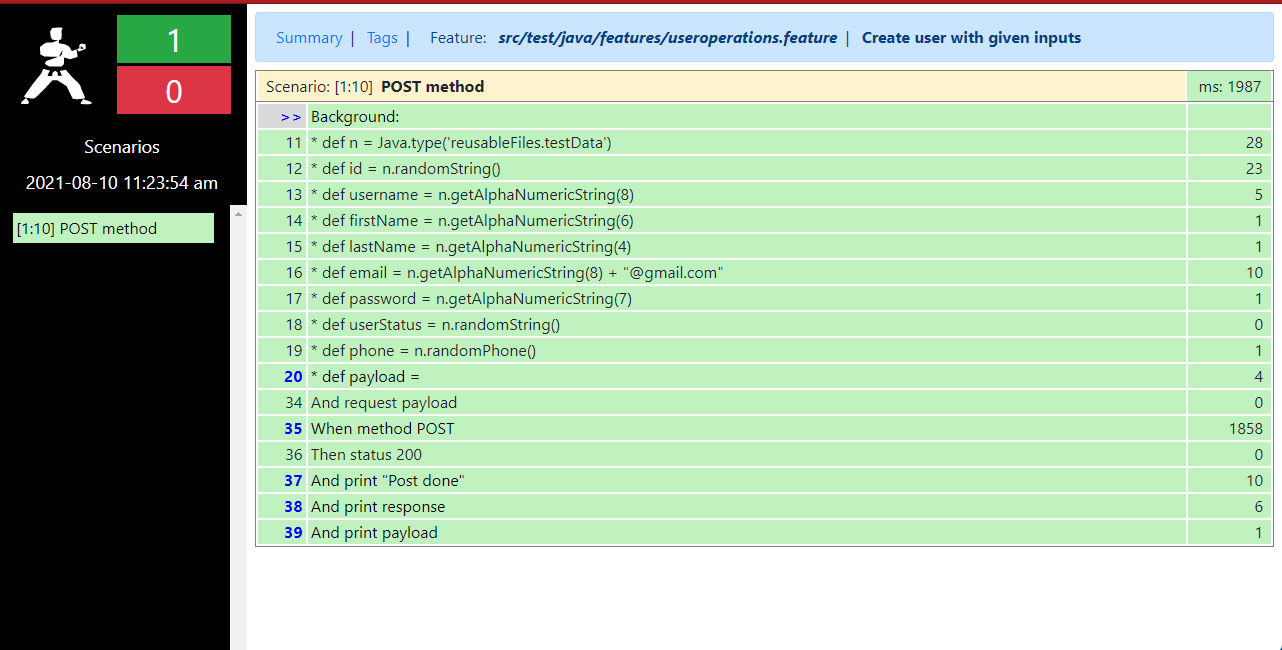 1
0
Scenarios
2021-08-10 11:23:54 am
[1:10] POST method
Summary | Tags | Feature: src/test/java/features/useroperations.feature | Create user with given inputs
Scenario: [1:10] POST method ms: 1987
>> Background:
11 * def n = Java.type('reusableFiles.testData') 28
12 * def id = n.randomString() 23
13 * def username = n.getAlphaNumericString(8) 5
14 * def firstName = n.getAlphaNumericString(6) 1
15 * def lastName = n.getAlphaNumericString(4) 1
16 * def email = n.getAlphaNumericString(8) + "@gmail.com" 10
17 * def password = n.getAlphaNumericString(7) 1
18 * def userStatus = n.randomString() 0
19 * def phone = n.randomPhone() 1
20 * def payload = 4
34 And request payload 0
35 When method POST 1858
36 Then status 200 0
37 And print "Post done" 10
38 And print response 6
39 And print payload 1